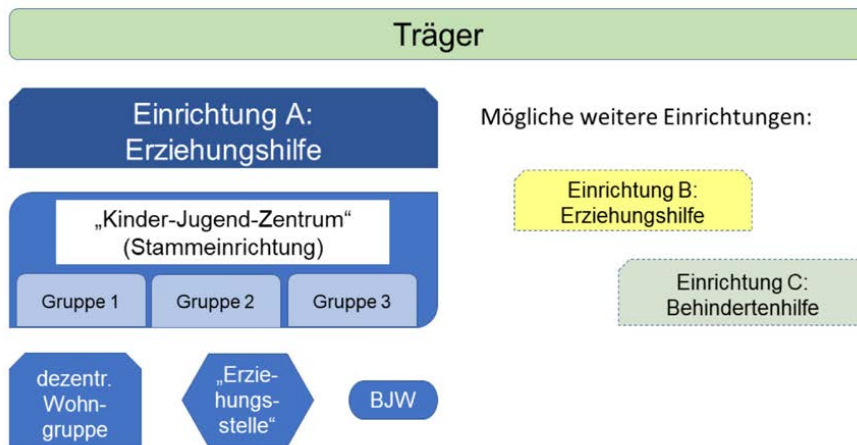 Träger
Einrichtung A:
Erziehungshilfe
Mögliche weitere Einrichtungen:
Einrichtung B:
Erziehungshilfe
„Kinder-Jugend-Zentrum“
(Stammeinrichtung)
Gruppe 1
Gruppe 2
Gruppe 3
Einrichtung C:
Behindertenhilfe
dezentr.
Wohn-
gruppe
„Erzie-
hungs-
stelle“
BJW